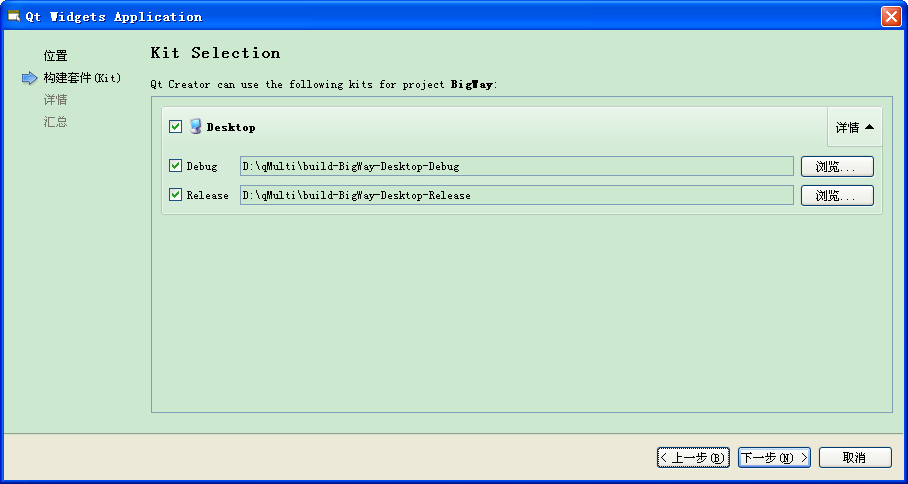 Qt Widgets Application
位置
构建套件(Kit)
详情
汇总
Kit Selection
Qt Creator can use the following kits for project BigWay:
Desktop
详情
Debug
D:\qMulti\build-BigWay-Desktop-Debug
浏览...
Release
D:\qMulti\build-BigWay-Desktop-Release
浏览...
< 上一步(B)
下一步(N) >
取消